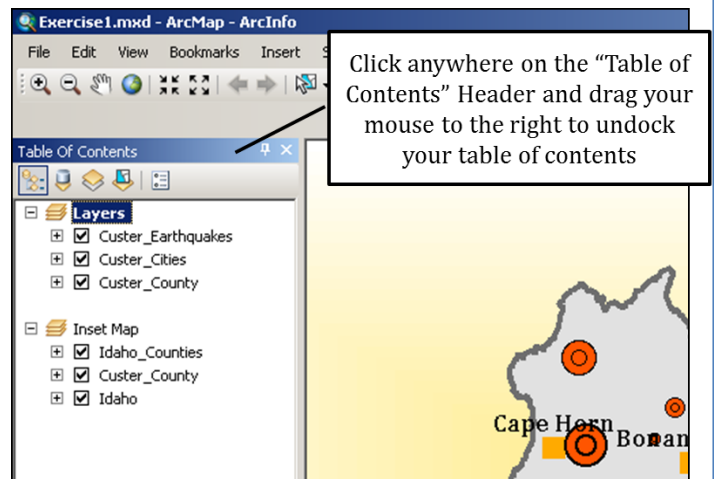 Exercise1.mxd - ArcMap - ArcInfo
File Edit View Bookmarks Insert
Click anywhere on the “Table of
Contents” Header and drag your
mouse to the right to undock
your table of contents
Table Of Contents
Layers
Custer_Earthquakes
Custer_Cities
Custer_County
Inset Map
Idaho_Counties
Custer_County
Idaho
Cape Horn
Bonan